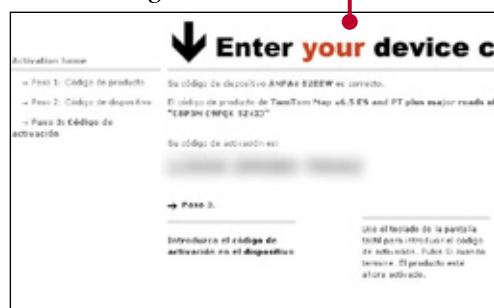 Enter your device c
Activation home
→ Paso 1: Código de producto
→ Paso 2: Código de dispositivo
→ Paso 3: Código de
activación
Su código de dispositivo es correcto.
El código de producto de TomTom Map v6.5 ES and PT plus major roads of
Su código de activación es:
→ Paso 3.
Introduzca el código de
activación en el dispositivo
Use el teclado de la pantalla
táctil para introducir el código
de activación. Pulse Sí cuando
termine. El producto está
ahora activado.